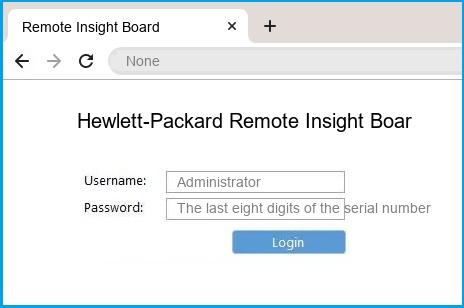 Remote Insight Board
None
Hewlett-Packard Remote Insight Boar
Username: Administrator
Password: The last eight digits of the serial number
Login